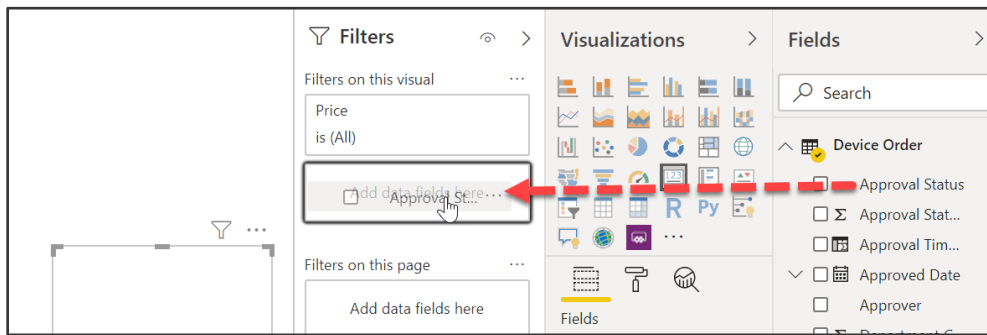 Filters
Filters on this visual
...
Price
is (All)
Add data fields here
Approval St...
...
Filters on this page
...
Add data fields here
Visualizations
123
R
Py
...
Fields
Fields
Search
Device Order
Approval Status
Σ Approval Stat...
Approval Tim...
Approved Date
Approver
...